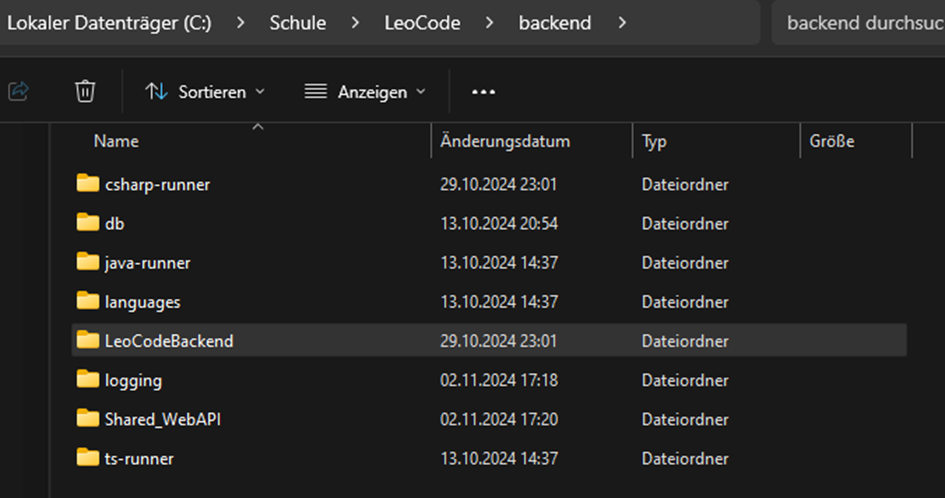 Lokaler Datenträger (C:) > Schule > LeoCode > backend >
backend durchsuc
Sortieren Anzeigen
Name Änderungsdatum Typ Größe
csharp-runner 29.10.2024 23:01 Dateiordner
db 13.10.2024 20:54 Dateiordner
java-runner 13.10.2024 14:37 Dateiordner
languages 13.10.2024 14:37 Dateiordner
LeoCodeBackend 29.10.2024 23:01 Dateiordner
logging 02.11.2024 17:18 Dateiordner
Shared_WebAPI 02.11.2024 17:20 Dateiordner
ts-runner 13.10.2024 14:37 Dateiordner